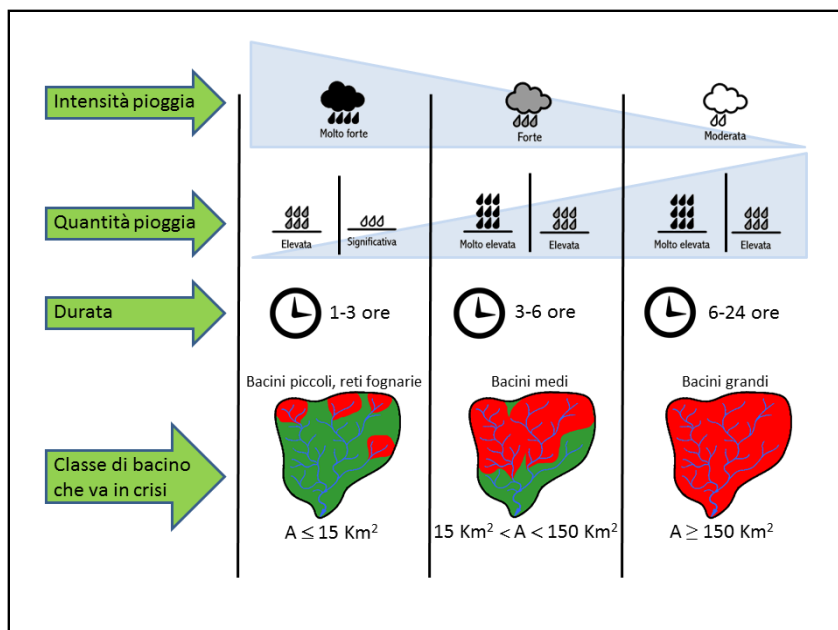 Intensità pioggia
Molto forte
Forte
Moderata
Quantità pioggia
Elevata
Significativa
Molto elevata
Elevata
Molto elevata
Elevata
Durata
1-3 ore
3-6 ore
6-24 ore
Classe di bacino
che va in crisi
Bacini piccoli, reti fognarie
Bacini medi
Bacini grandi
A ≤ 15 Km²
15 Km² < A < 150 Km²
A ≥ 150 Km²